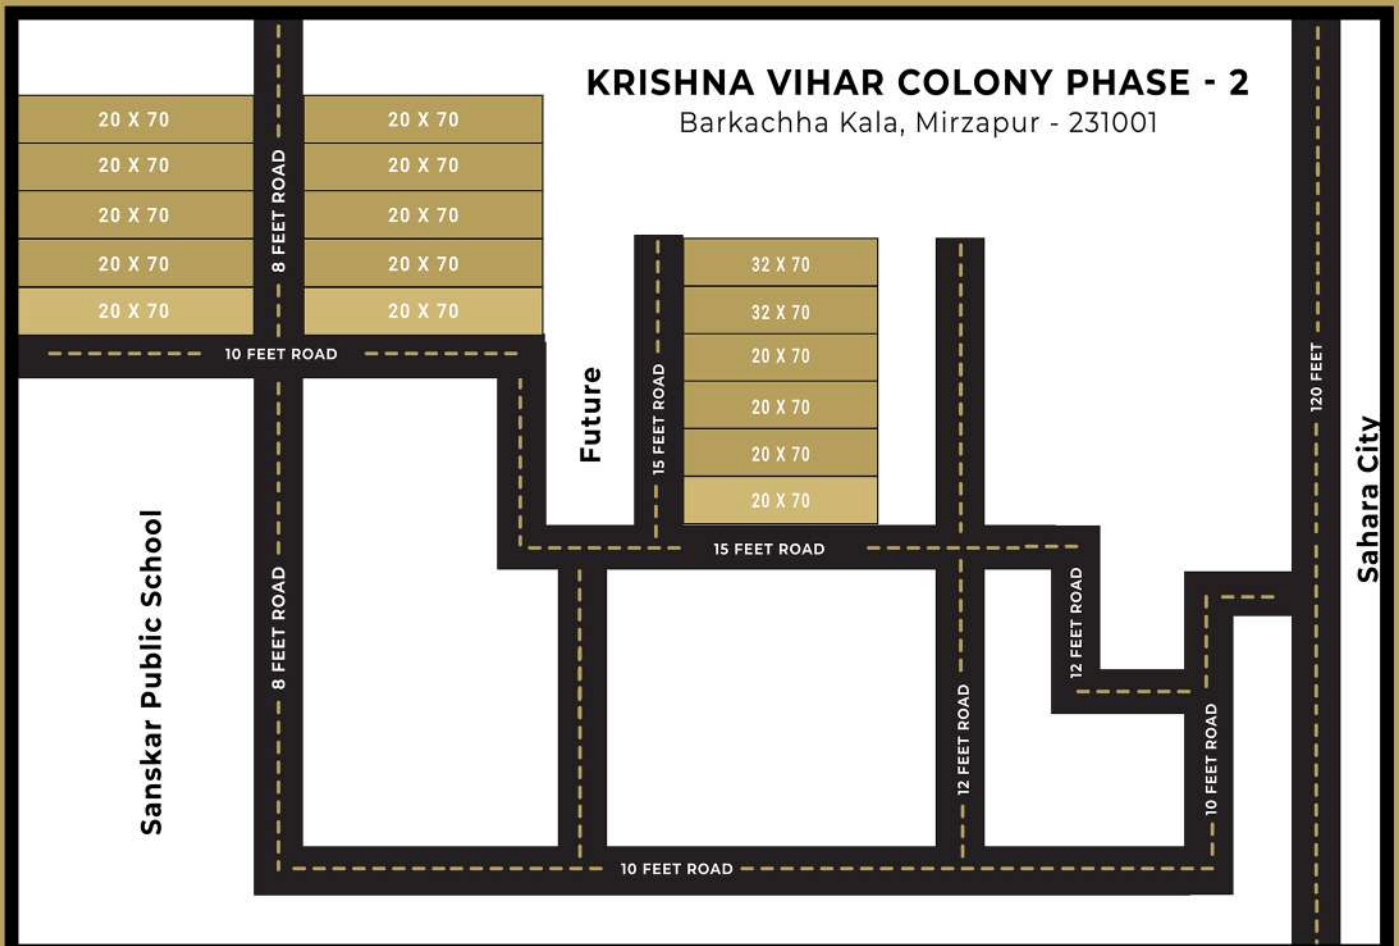 KRISHNA VIHAR COLONY PHASE - 2
Barkachha Kala, Mirzapur - 231001
20 X 70
20 X 70
20 X 70
20 X 70
20 X 70
8 FEET ROAD
20 X 70
20 X 70
20 X 70
20 X 70
20 X 70
10 FEET ROAD
Future
15 FEET ROAD
32 X 70
32 X 70
20 X 70
20 X 70
20 X 70
20 X 70
120 FEET
Sahara City
15 FEET ROAD
Sanskar Public School
8 FEET ROAD
12 FEET ROAD
12 FEET ROAD
10 FEET ROAD
10 FEET ROAD